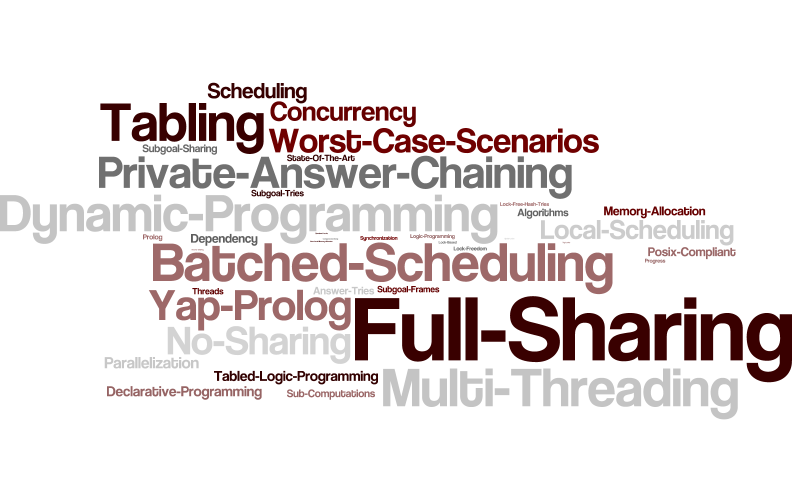 Scheduling
Tabling
Concurrency
Worst-Case-Scenarios
Subgoal-Sharing
State-Of-The-Art
Private-Answer-Chaining
Subgoal-Tries
Dynamic-Programming
Lock-Free-Hash-Tries
Algorithms
Memory-Allocation
Local-Scheduling
Prolog
Dependency
Synchronization
Logic-Programming
Lock-Based
Lock-Freedom
Posix-Compliant
Progress
Batched-Scheduling
Threads
Answer-Tries
Subgoal-Frames
Yap-Prolog
Full-Sharing
No-Sharing
Parallelization
Tabled-Logic-Programming
Multi-Threading
Declarative-Programming
Sub-Computations